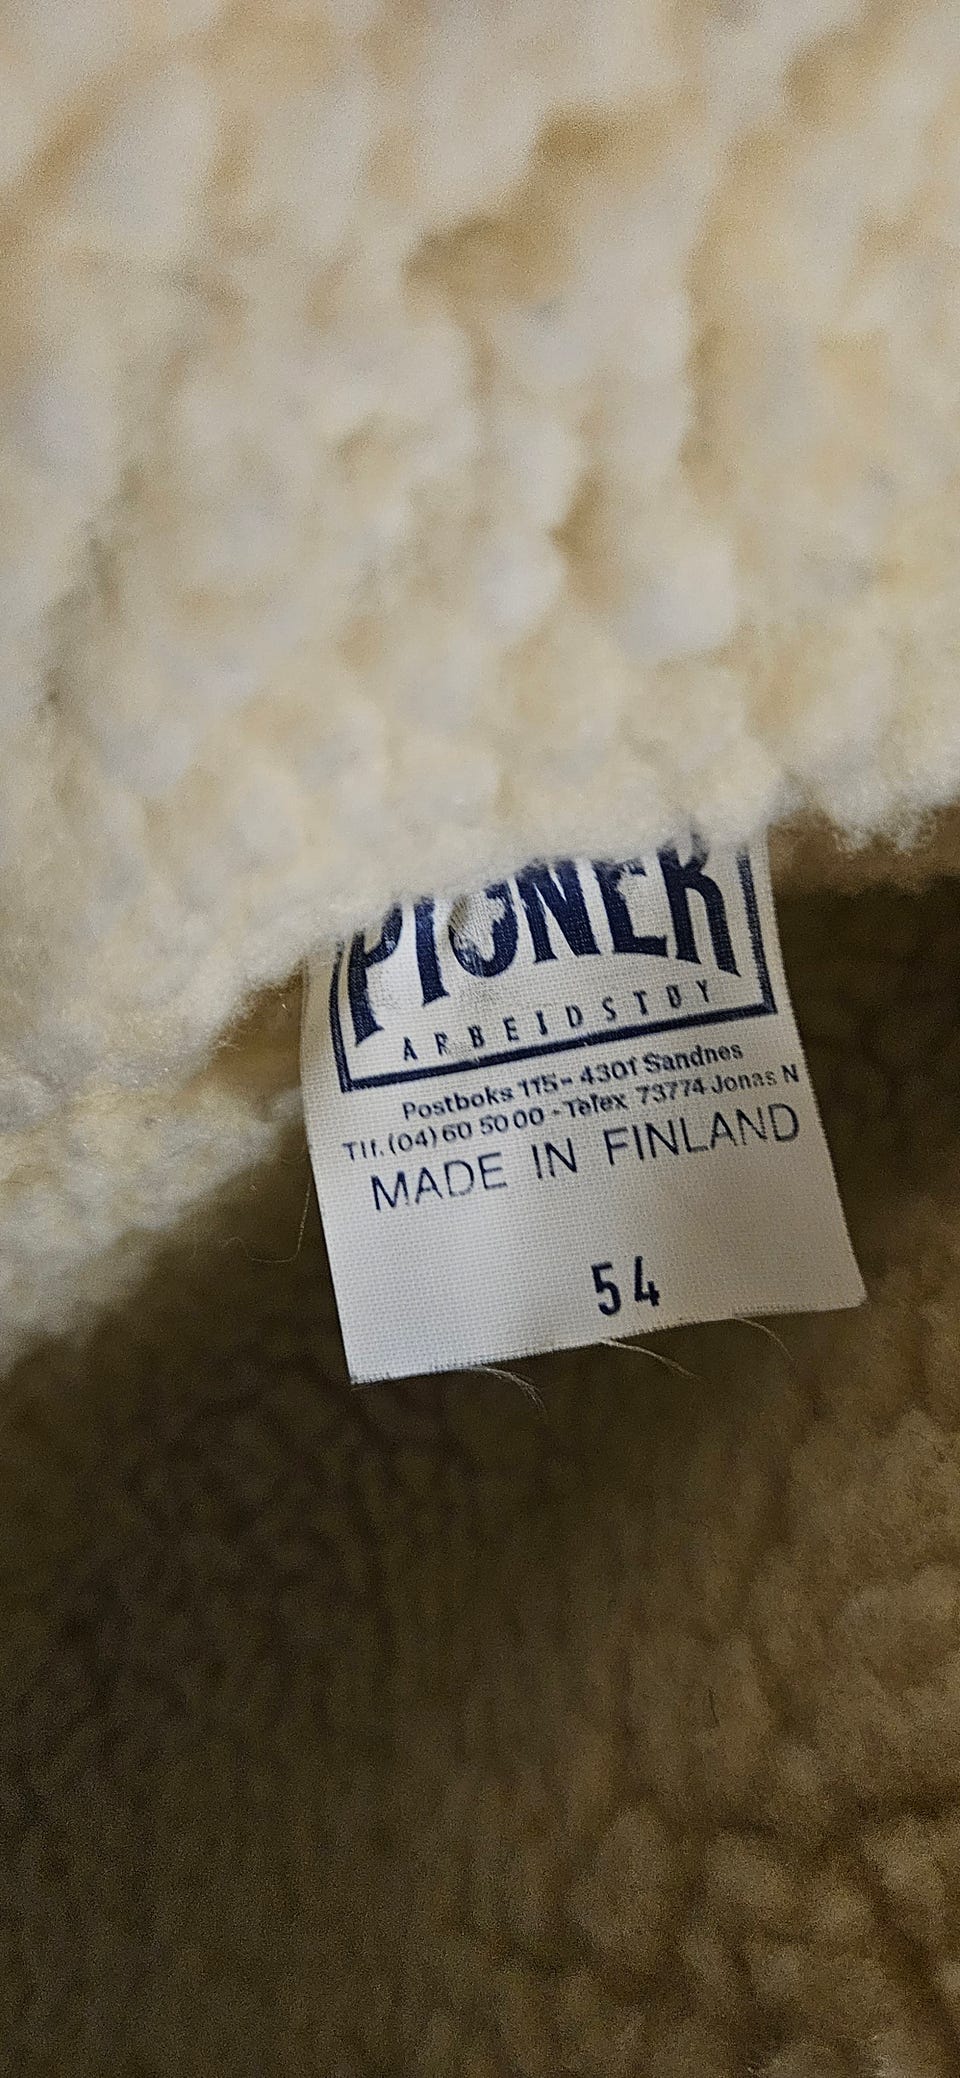 PIONER
ARBEIDSTØY
Postboks 115 - 4301 Sandnes
Tlf. (04) 60 50 00 - Telex 73774 Jonas N
MADE IN FINLAND
54